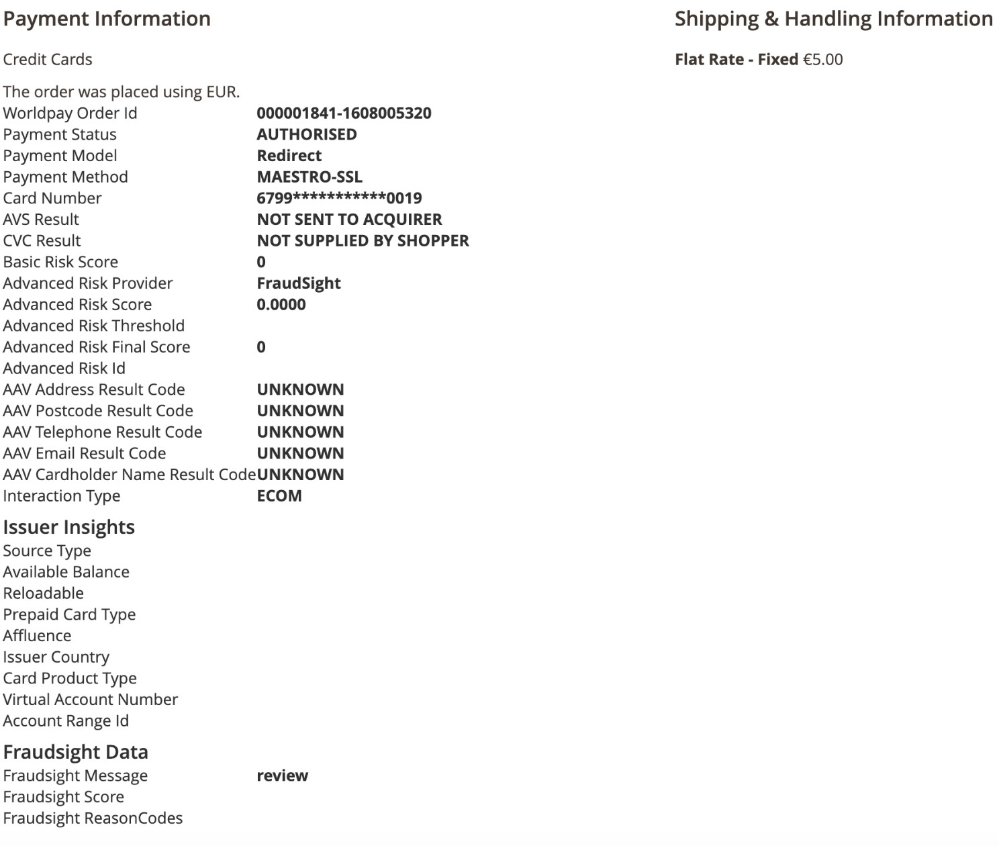 Payment Information
Credit Cards
The order was placed using EUR.
Worldpay Order Id 000001841-1608005320
Payment Status AUTHORISED
Payment Model Redirect
Payment Method MAESTRO-SSL
Card Number 6799***********0019
AVS Result NOT SENT TO ACQUIRER
CVC Result NOT SUPPLIED BY SHOPPER
Basic Risk Score 0
Advanced Risk Provider FraudSight
Advanced Risk Score 0.0000
Advanced Risk Threshold
Advanced Risk Final Score 0
Advanced Risk Id
AAV Address Result Code UNKNOWN
AAV Postcode Result Code UNKNOWN
AAV Telephone Result Code UNKNOWN
AAV Email Result Code UNKNOWN
AAV Cardholder Name Result Code UNKNOWN
Interaction Type ECOM
Issuer Insights
Source Type
Available Balance
Reloadable
Prepaid Card Type
Affluence
Issuer Country
Card Product Type
Virtual Account Number
Account Range Id
Fraudsight Data
Fraudsight Message review
Fraudsight Score
Fraudsight ReasonCodes
Shipping & Handling Information
Flat Rate - Fixed €5.00